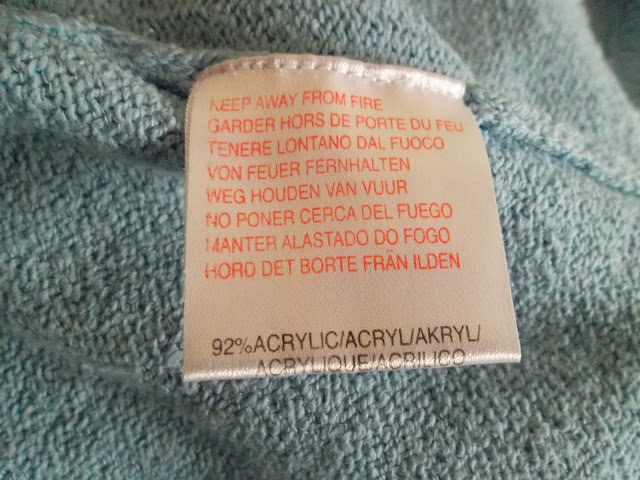 KEEP AWAY FROM FIRE
GARDER HORS DE PORTE DU FEU
TENERE LONTANO DAL FUOCO
VON FEUER FERNHALTEN
WEG HOUDEN VAN VUUR
NO PONER CERCA DEL FUEGO
MANTER ALASTADO DO FOGO
HORD DET BORTE FRÄN ILDEN
92%ACRYLIC/ACRYL/AKRYL/
ACRYLIQUE/ACRILICO